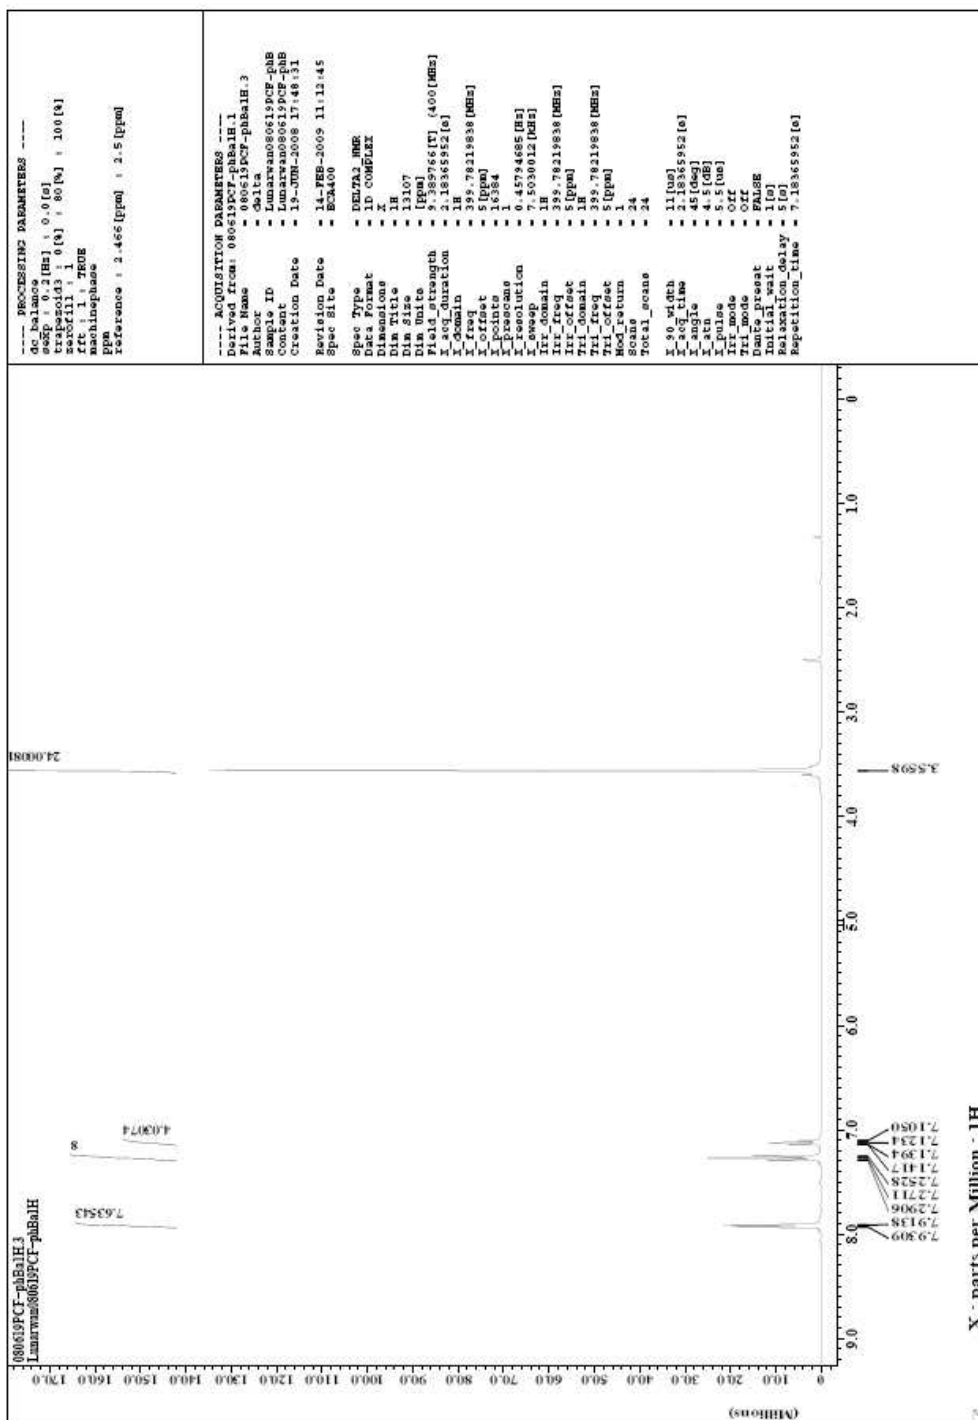 080619PCF-phBa1H.3
Lunarwan080619PCF-phBa1H
(Millions)
0 10.0 20.0 30.0 40.0 50.0 60.0 70.0 80.0 90.0 100.0 110.0 120.0 130.0 140.0 150.0 160.0 170.0
7.63543
8
4.03074
24.00081
9.0 8.0 7.0 6.0 5.0 4.0 3.0 2.0 1.0 0
7.9309
7.9138
7.2906
7.2711
7.2528
7.1417
7.1394
7.1234
7.1050
3.5598
X : parts per Million : 1H
---- PROCESSING PARAMETERS ----
dc_balance
sexp : 0.2[Hz] : 0.0[s]
trapezoid3 : 0[%] : 80[%] : 100[%]
zerofill : 1
fft : 1 : TRUE
machinephase
ppm
reference : 2.466[ppm] : 2.5[ppm]
---- ACQUISITION PARAMETERS ----
Derived from: 080619PCF-phBa1H.1
File Name = 080619PCF-phBa1H.3
Author = delta
Sample ID = Lunarwan080619PCF-phB
Content = Lunarwan080619PCF-phB
Creation Date = 19-JUN-2008 17:48:31
Revision Date = 14-FEB-2009 11:12:45
Spec Site = ECA400
Spec Type = DELTA2_NMR
Data Format = 1D COMPLEX
Dimensions = X
Dim Title = 1H
Dim Size = 13107
Dim Units = [ppm]
Field_strength = 9.389766[T] (400[MHz]
X_acq_duration = 2.18365952[s]
X_domain = 1H
X_freq = 399.78219838[MHz]
X_offset = 5[ppm]
X_points = 16384
X_prescans = 1
X_resolution = 0.45794685[Hz]
X_sweep = 7.5030012[kHz]
Irr_domain = 1H
Irr_freq = 399.78219838[MHz]
Irr_offset = 5[ppm]
Tri_domain = 1H
Tri_freq = 399.78219838[MHz]
Tri_offset = 5[ppm]
Mod_return = 1
Scans = 24
Total_scans = 24
X_90_width = 11[us]
X_acq_time = 2.18365952[s]
X_angle = 45[deg]
X_atn = 4.5[dB]
X_pulse = 5.5[us]
Irr_mode = Off
Tri_mode = Off
Dante_presat = FALSE
Initial_wait = 1[s]
Relaxation_delay = 5[s]
Repetition_time = 7.18365952[s]